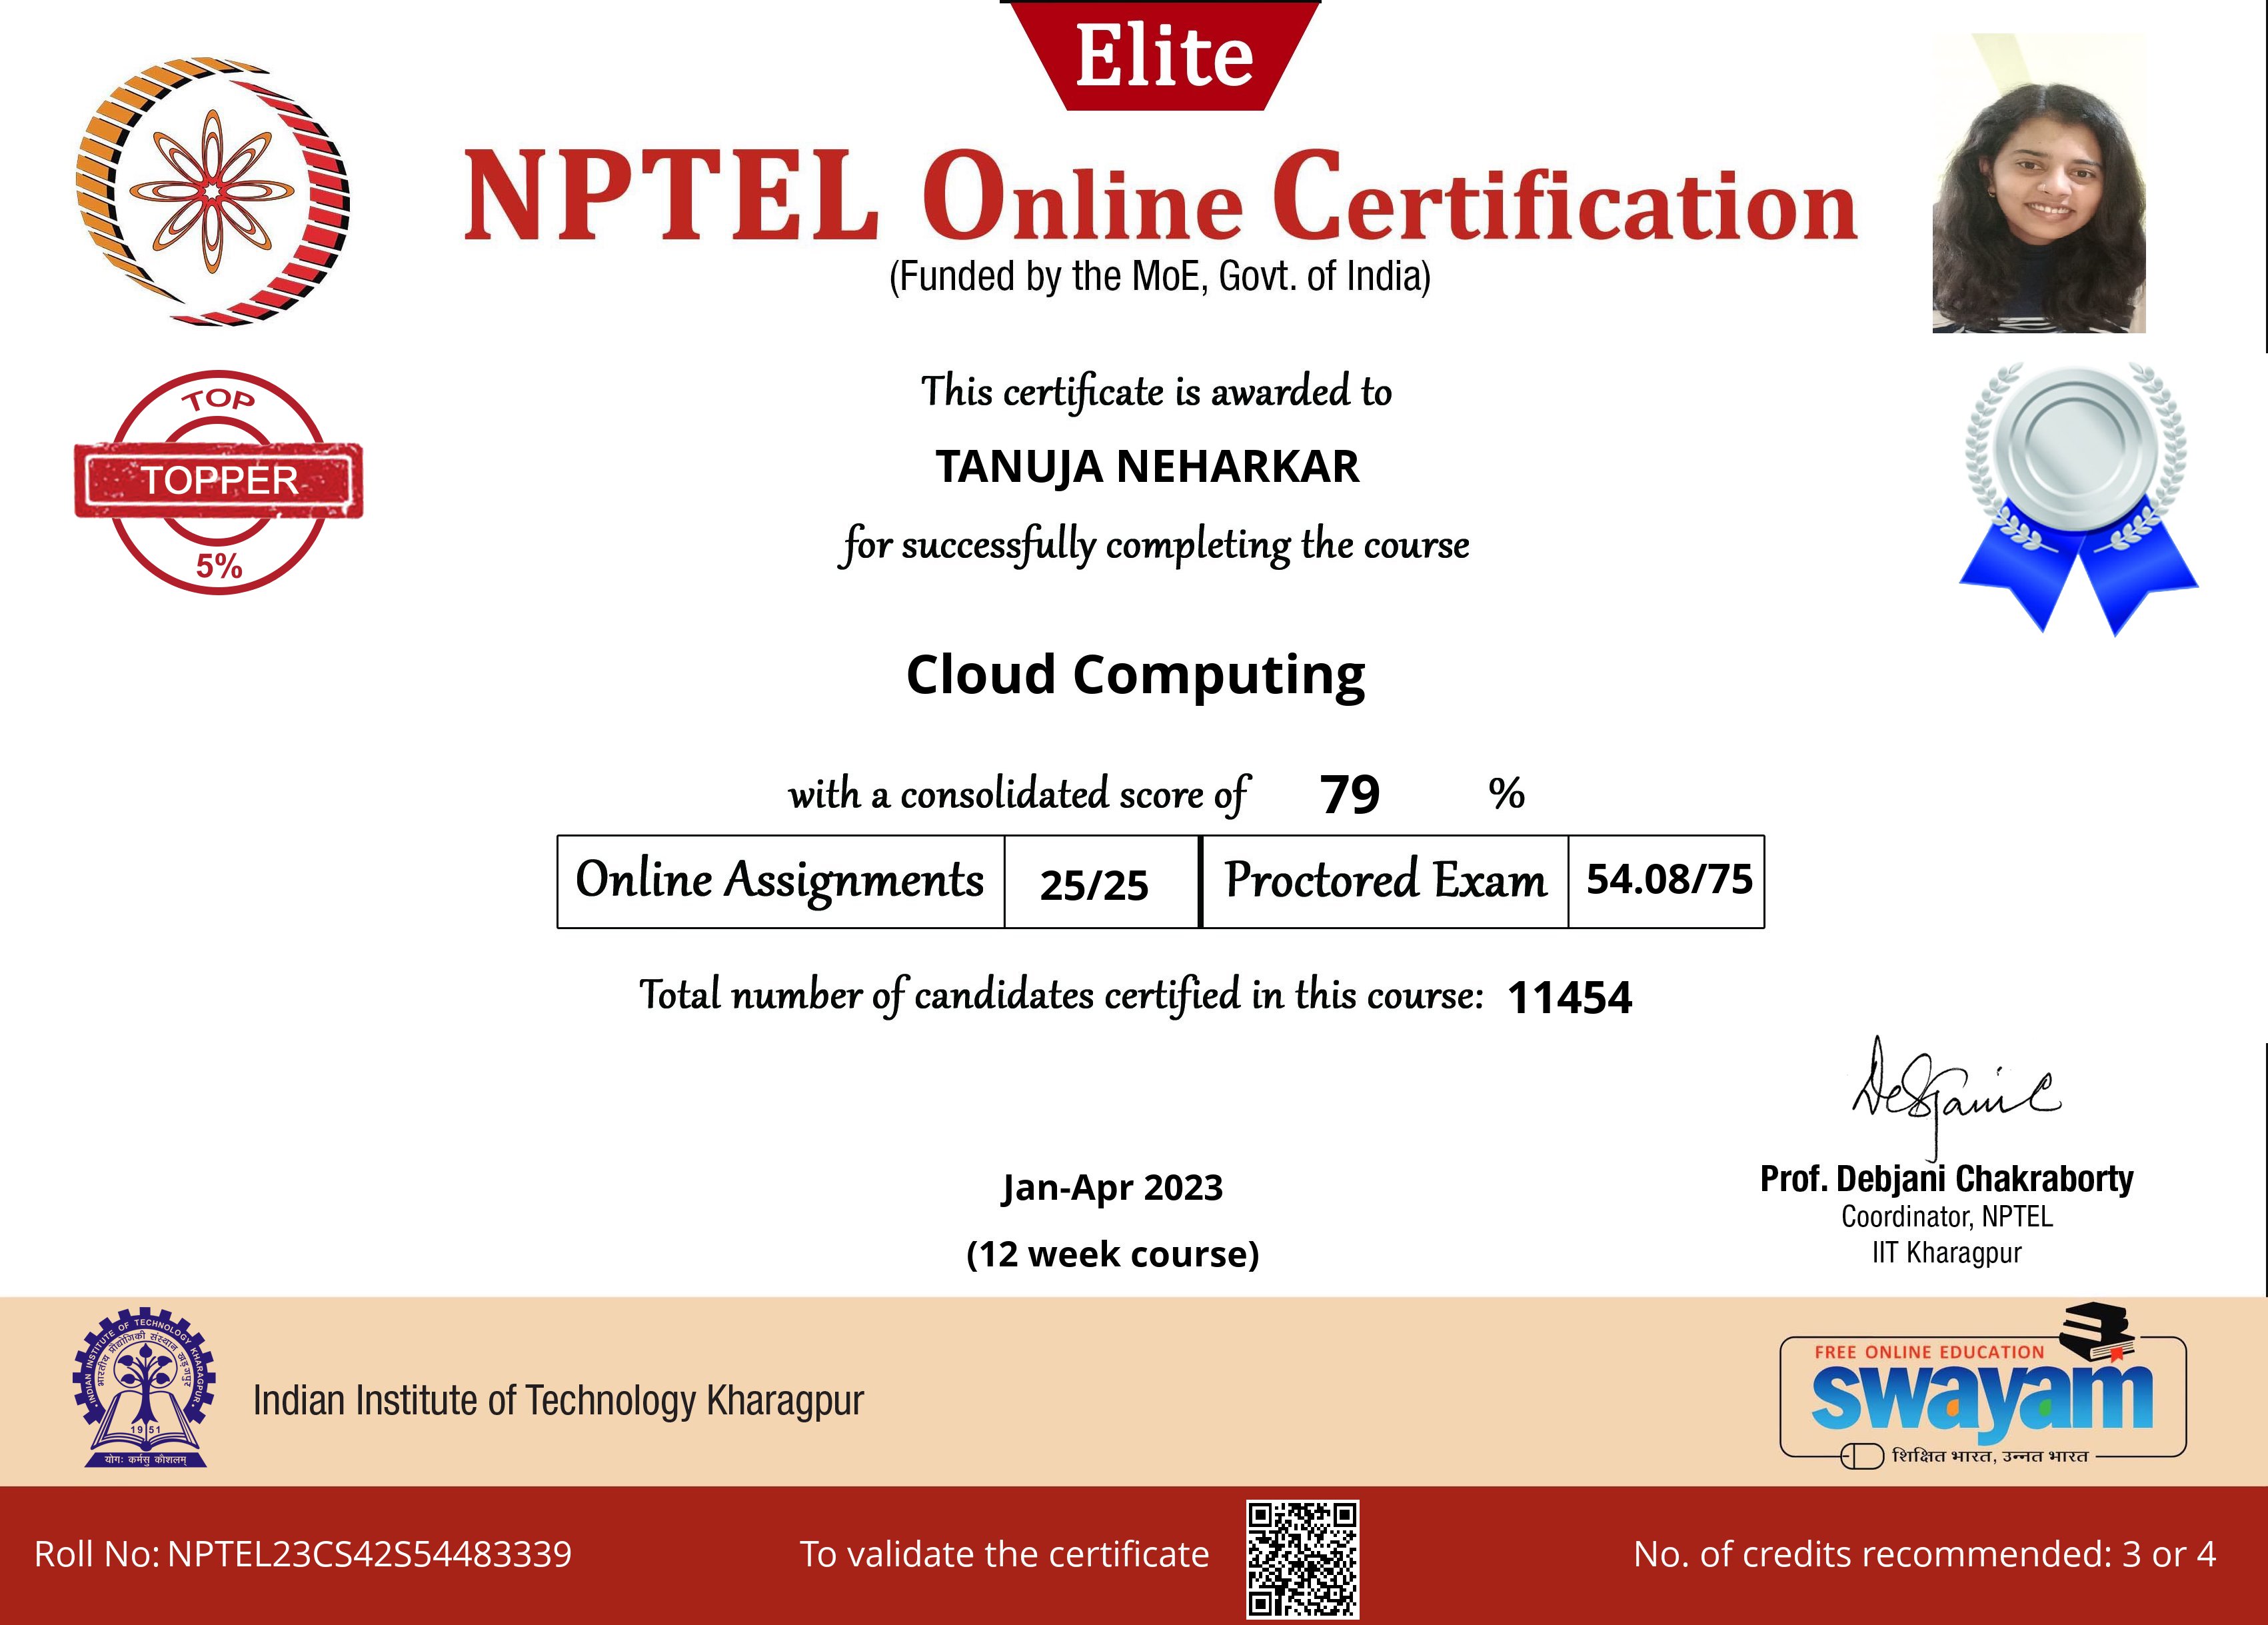 Elite
NPTEL Online Certification
(Funded by the MoE, Govt. of India)
TOP
TOPPER
5%
This certificate is awarded to
TANUJA NEHARKAR
for successfully completing the course
Cloud Computing
with a consolidated score of 79 %
Online Assignments 25/25 Proctored Exam 54.08/75
Total number of candidates certified in this course: 11454
Debjani C
Prof. Debjani Chakraborty
Coordinator, NPTEL
IIT Kharagpur
Jan-Apr 2023
(12 week course)
INDIAN INSTITUTE OF TECHNOLOGY KHARAGPUR
भारतीय प्रौद्योगिकी संस्थान खड़गपुर
1951
योगः कर्मसु कौशलम्
Indian Institute of Technology Kharagpur
FREE ONLINE EDUCATION
swayam
शिक्षित भारत, उन्नत भारत
Roll No: NPTEL23CS42S54483339
To validate the certificate
No. of credits recommended: 3 or 4